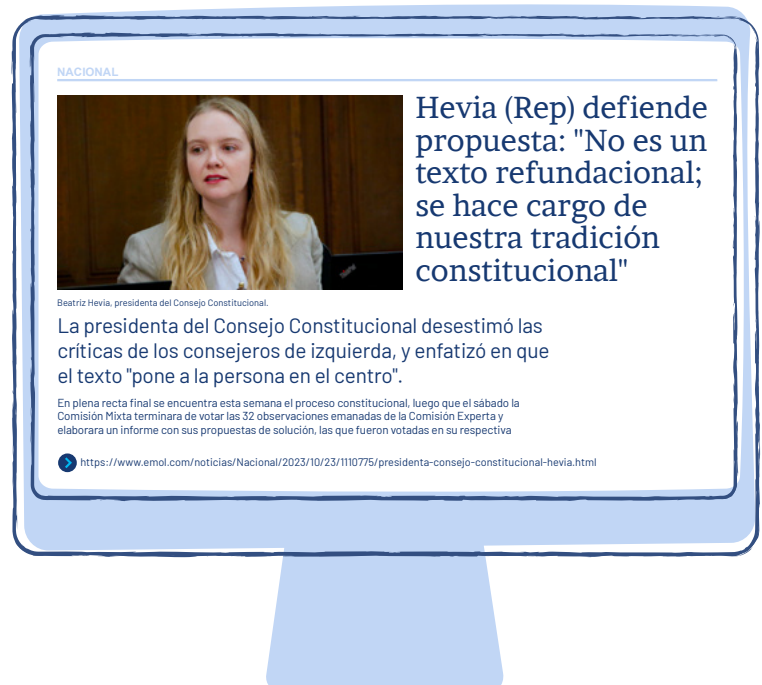 NACIONAL
Hevia (Rep) defiende
propuesta: "No es un
texto refundacional;
se hace cargo de
nuestra tradición
constitucional"
Beatriz Hevia, presidenta del Consejo Constitucional.
La presidenta del Consejo Constitucional desestimó las
críticas de los consejeros de izquierda, y enfatizó en que
el texto "pone a la persona en el centro".
En plena recta final se encuentra esta semana el proceso constitucional, luego que el sábado la
Comisión Mixta terminara de votar las 32 observaciones emanadas de la Comisión Experta y
elaborara un informe con sus propuestas de solución, las que fueron votadas en su respectiva
https://www.emol.com/noticias/Nacional/2023/10/23/1110775/presidenta-consejo-constitucional-hevia.html